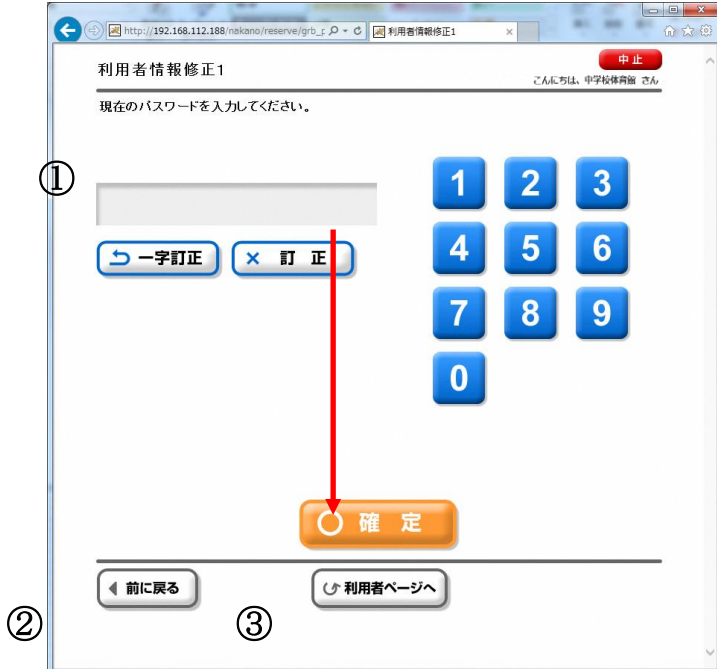 http://192.168.112.188/nakano/reserve/grb_r
利用者情報修正1
利用者情報修正1
中止
こんにちは、中学校体育館 さん
現在のパスワードを入力してください。
①
1 2 3
一字訂正
× 訂 正
4 5 6
7 8 9
0
確 定
前に戻る
利用者ページへ
② ③